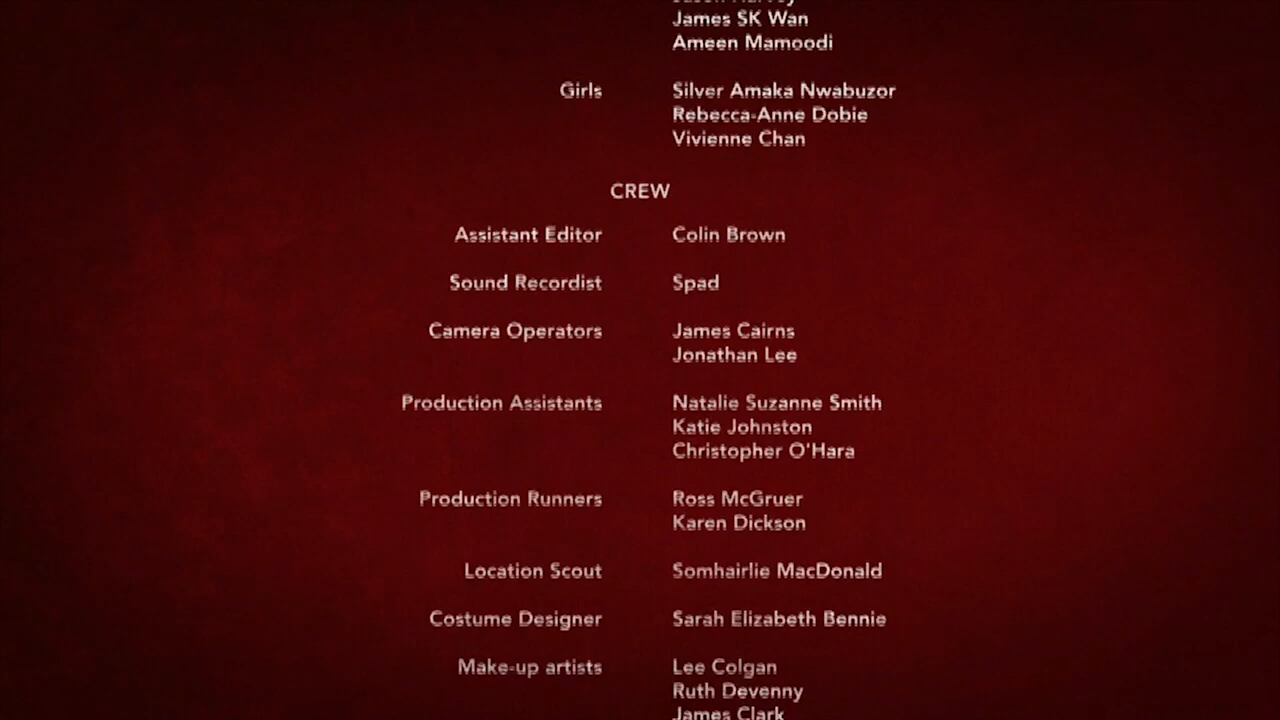 James SK Wan
Ameen Mamoodi
Girls Silver Amaka Nwabuzor
Rebecca-Anne Dobie
Vivienne Chan
CREW
Assistant Editor Colin Brown
Sound Recordist Spad
Camera Operators James Cairns
Jonathan Lee
Production Assistants Natalie Suzanne Smith
Katie Johnston
Christopher O'Hara
Production Runners Ross McGruer
Karen Dickson
Location Scout Somhairlie MacDonald
Costume Designer Sarah Elizabeth Bennie
Make-up artists Lee Colgan
Ruth Devenny
James Clark